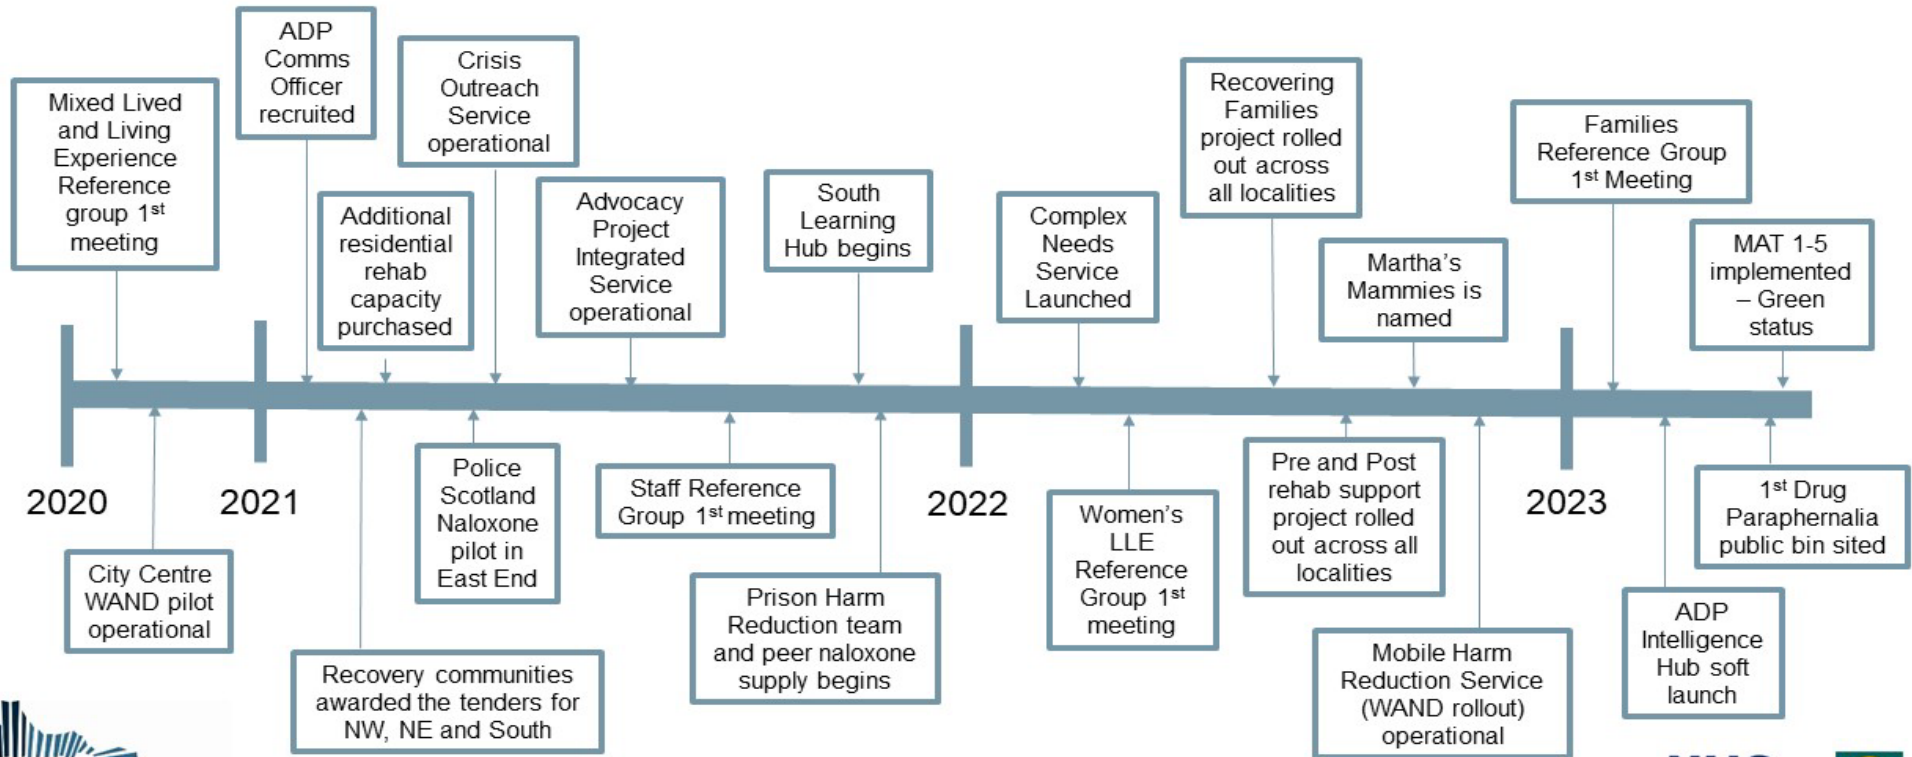 Mixed Lived
and Living
Experience
Reference
group 1st
meeting
ADP
Comms
Officer
recruited
Additional
residential
rehab
capacity
purchased
Crisis
Outreach
Service
operational
Advocacy
Project
Integrated
Service
operational
South
Learning
Hub begins
Complex
Needs
Service
Launched
Recovering
Families
project rolled
out across
all localities
Martha's
Mammies is
named
Families
Reference Group
1st Meeting
MAT 1-5
implemented
– Green
status
2020
2021
2022
2023
City Centre
WAND pilot
operational
Recovery communities
awarded the tenders for
NW, NE and South
Police
Scotland
Naloxone
pilot in
East End
Staff Reference
Group 1st meeting
Prison Harm
Reduction team
and peer naloxone
supply begins
Women's
LLE
Reference
Group 1st
meeting
Pre and Post
rehab support
project rolled
out across all
localities
Mobile Harm
Reduction Service
(WAND rollout)
operational
ADP
Intelligence
Hub soft
launch
1st Drug
Paraphernalia
public bin sited